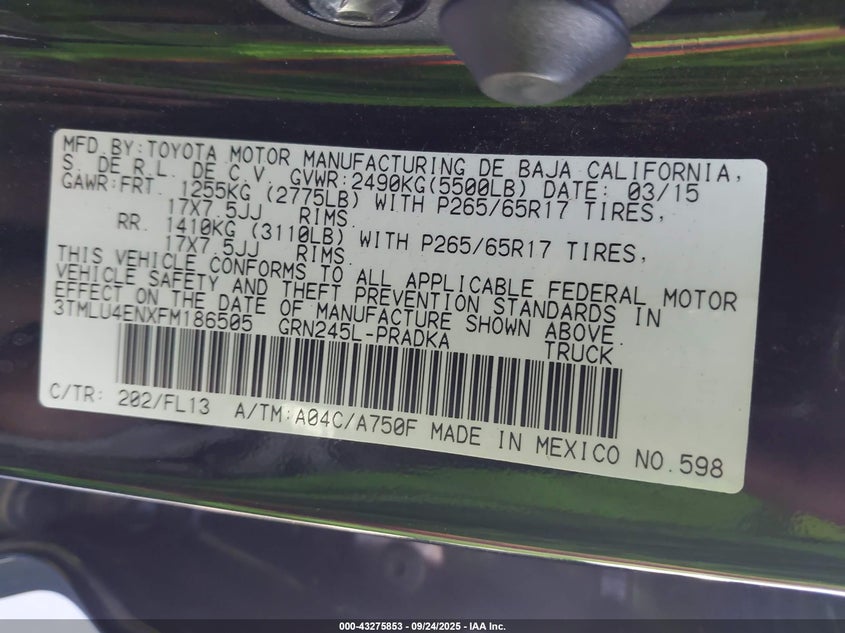 MFD.BY:TOYOTA MOTOR MANUFACTURING DE BAJA CALIFORNIA,
S. DE R.L. DE C.V. GVWR:2490KG(5500LB) DATE: 03/15
GAWR:FRT. 1255KG (2775LB) WITH P265/65R17 TIRES,
17X7.5JJ RIMS.
RR. 1410KG (3110LB) WITH P265/65R17 TIRES,
17X7.5JJ RIMS.
THIS VEHICLE CONFORMS TO ALL APPLICABLE FEDERAL MOTOR
VEHICLE SAFETY AND THEFT PREVENTION STANDARDS IN
EFFECT ON THE DATE OF MANUFACTURE SHOWN ABOVE.
3TMLU4ENXFM186505 GRN245L-PRADKA TRUCK
C/TR: 202/FL13 A/TM:A04C/A750F MADE IN MEXICO NO.598
000-43275853 - 09/24/2025 - IAA Inc.